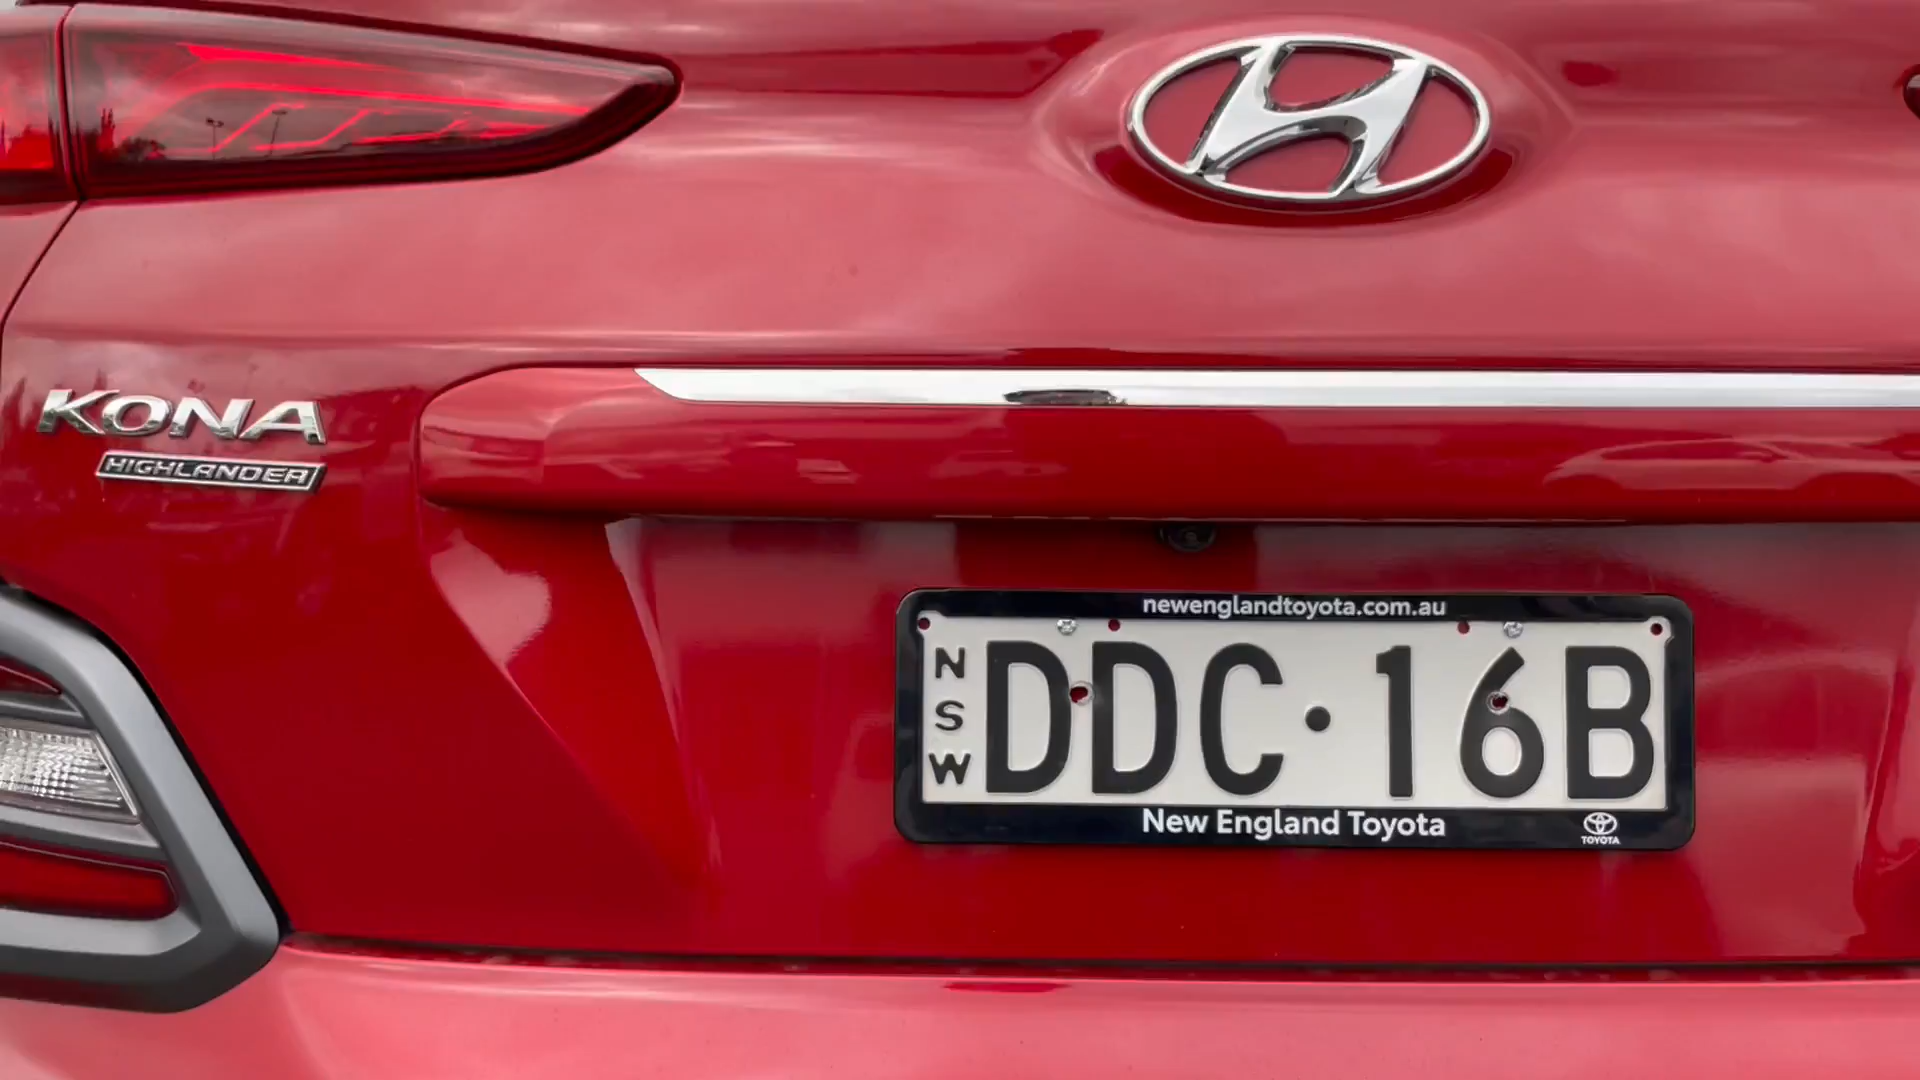 KONA
HIGHLANDER
newenglandtoyota.com.au
NSW
DDC·16B
New England Toyota
TOYOTA